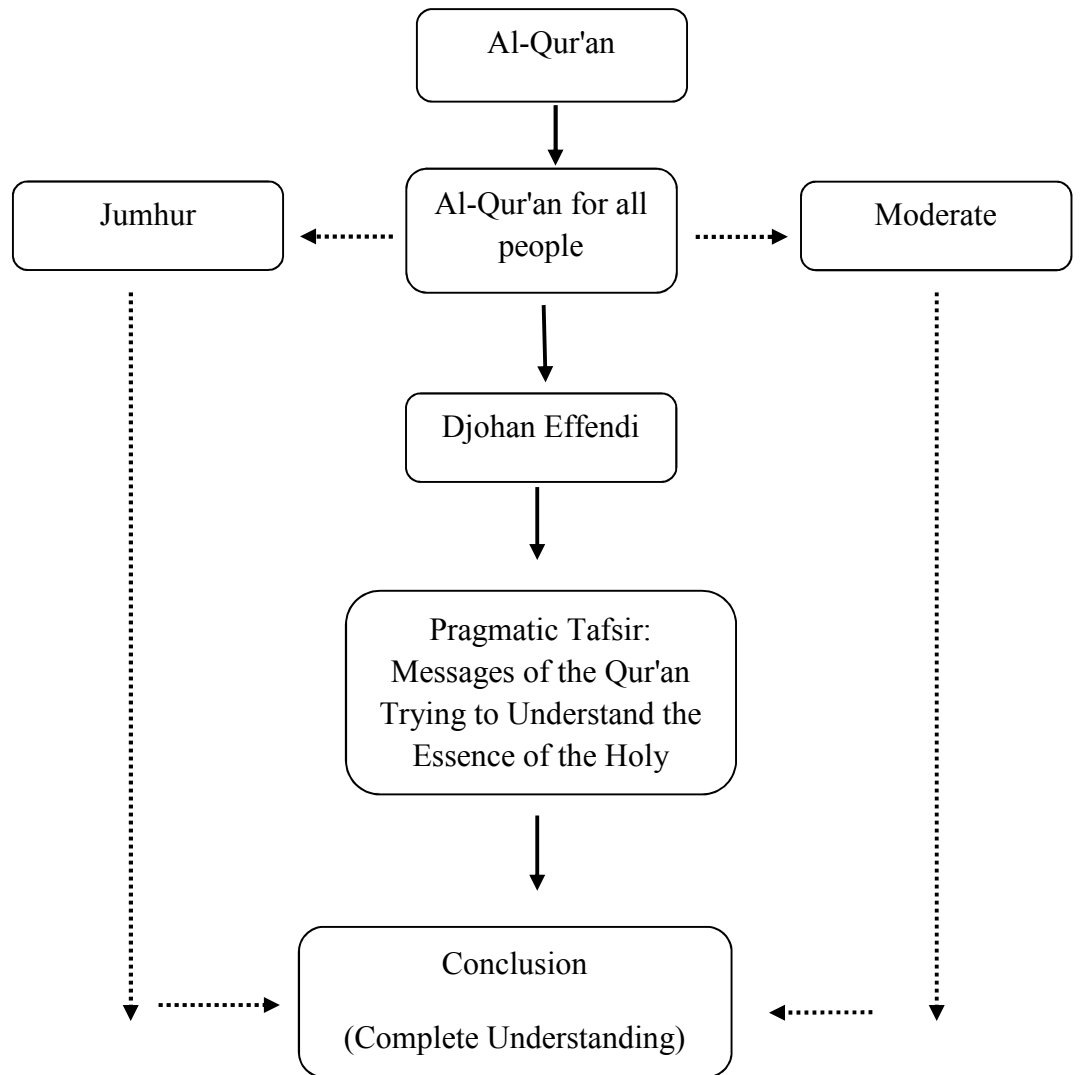 Al-Qur'an
Jumhur
Al-Qur'an for all
people
Moderate
Djohan Effendi
Pragmatic Tafsir:
Messages of the Qur'an
Trying to Understand the
Essence of the Holy
Conclusion
(Complete Understanding)